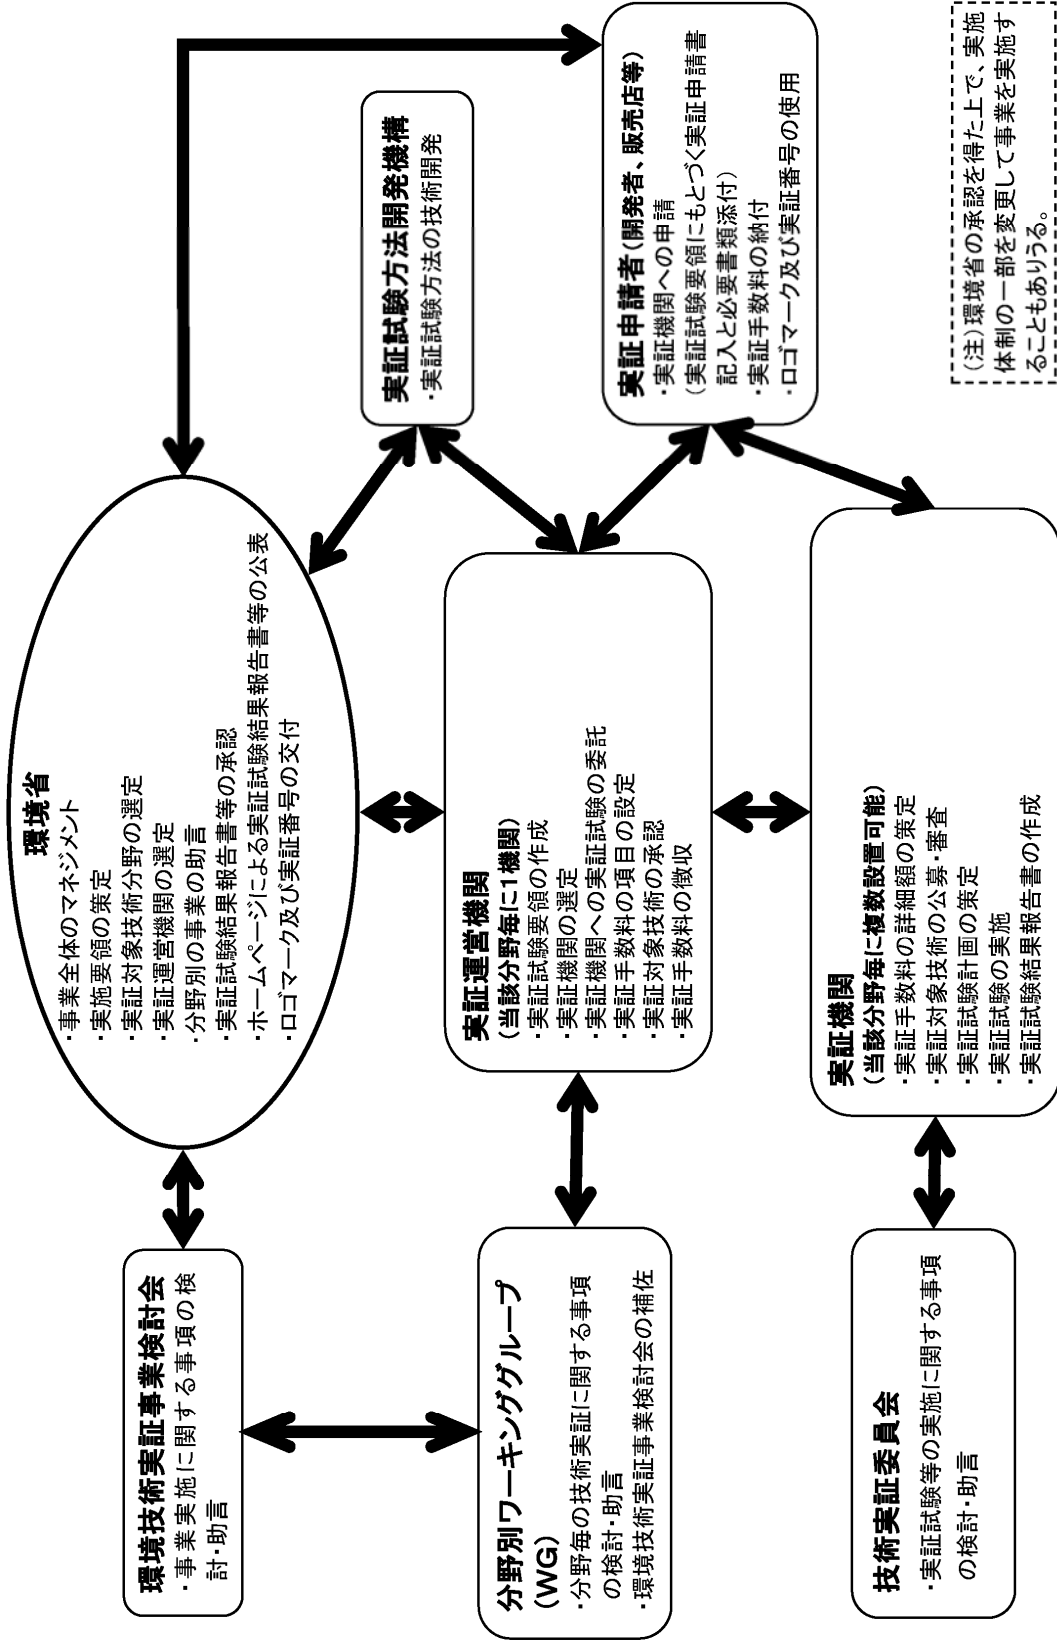 環境省
・事業全体のマネジメント
・実施要領の策定
・実証対象技術分野の選定
・実証運営機関の選定
・分野別の事業の助言
・実証試験結果報告書等の承認
・ホームページによる実証試験結果報告書等の公表
・ロゴマーク及び実証番号の交付
環境技術実証事業検討会
・事業実施に関する事項の検
討・助言
実証試験方法開発機構
・実証試験方法の技術開発
分野別ワーキンググループ
(WG)
・分野毎の技術実証に関する事項
の検討・助言
・環境技術実証事業検討会の補佐
実証運営機関
(当該分野毎に1機関)
・実証試験要領の作成
・実証機関の選定
・実証機関への実証試験の委託
・実証手数料の項目の設定
・実証対象技術の承認
・実証手数料の徴収
実証申請者(開発者、販売店等)
・実証機関への申請
(実証試験要領にもとづく実証申請書
記入と必要書類添付)
・実証手数料の納付
・ロゴマーク及び実証番号の使用
技術実証委員会
・実証試験等の実施に関する事項
の検討・助言
実証機関
(当該分野毎に複数設置可能)
・実証手数料の詳細額の策定
・実証対象技術の公募・審査
・実証試験計画の策定
・実証試験の実施
・実証試験結果報告書の作成
(注)環境省の承認を得た上で、実施
体制の一部を変更して事業を実施す
ることもありうる。